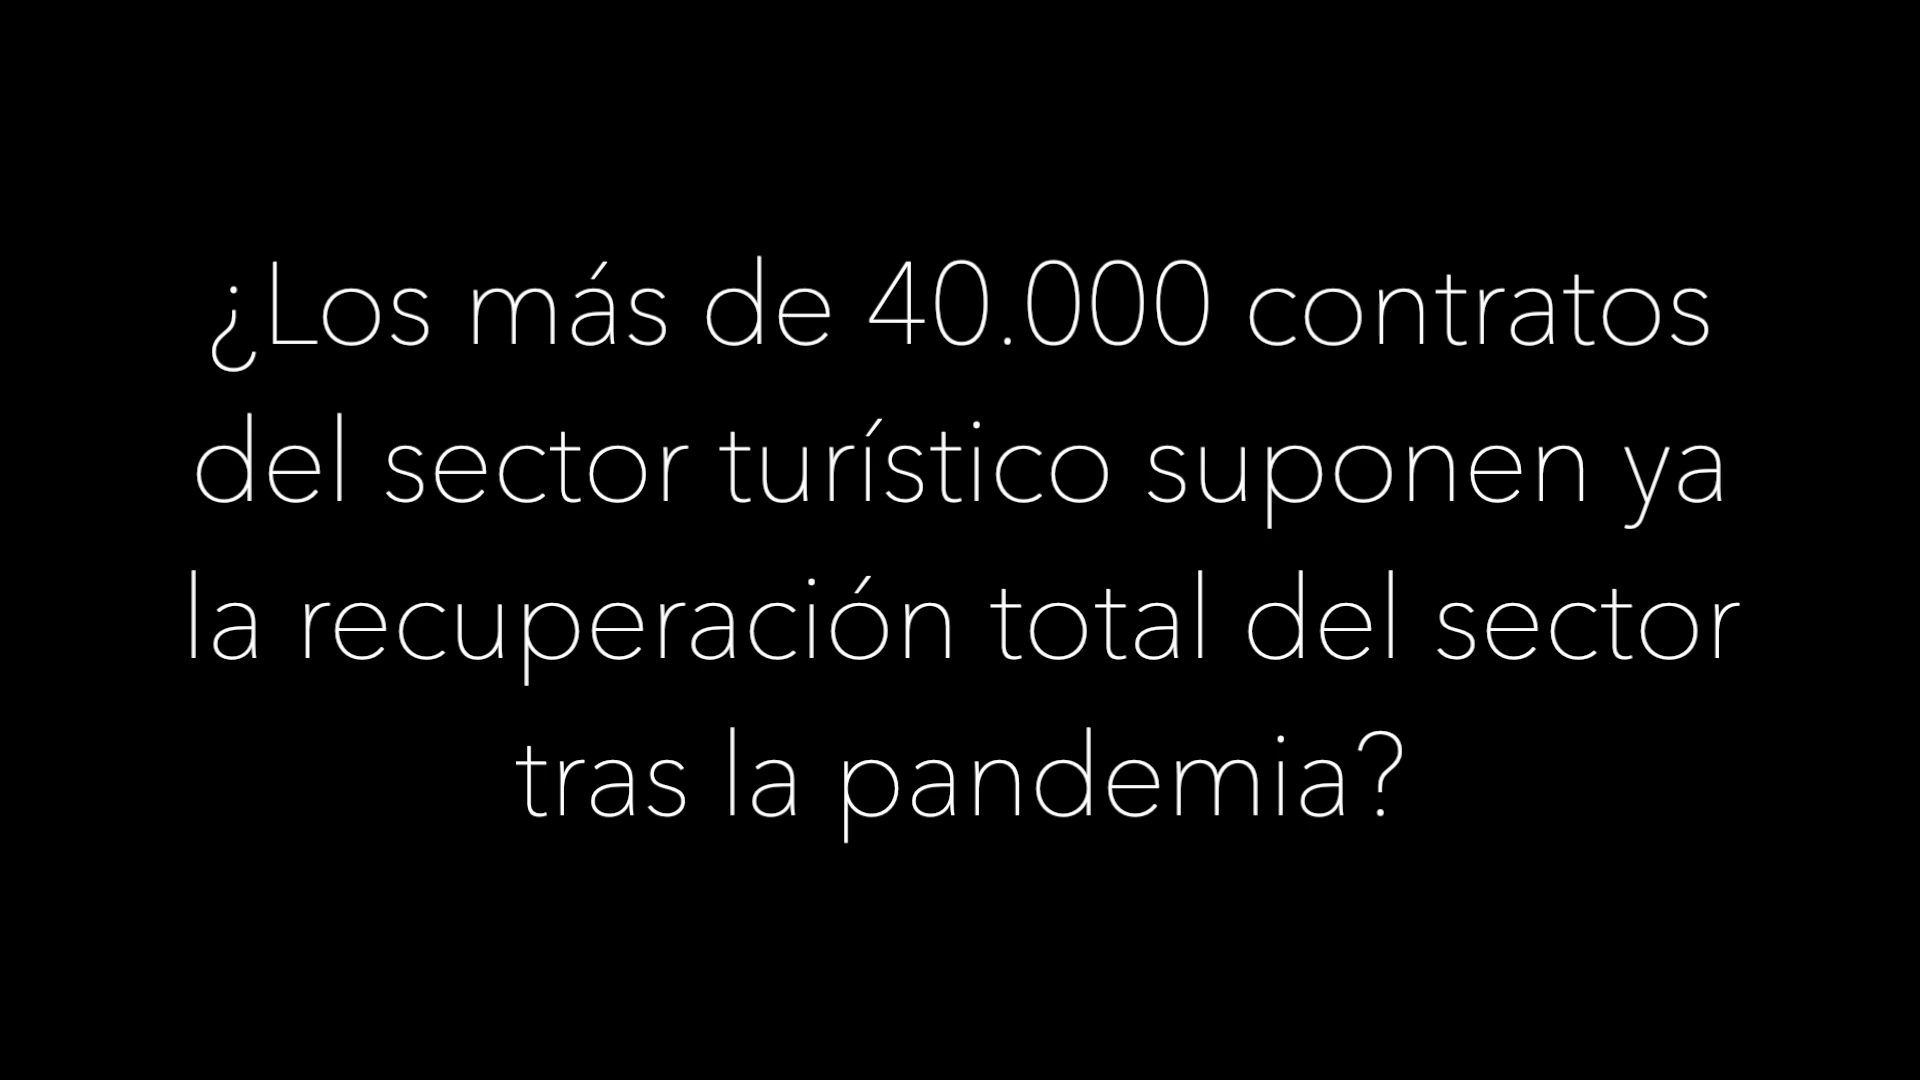 ¿Los más de 40.000 contratos
del sector turístico suponen ya
la recuperación total del sector
tras la pandemia?